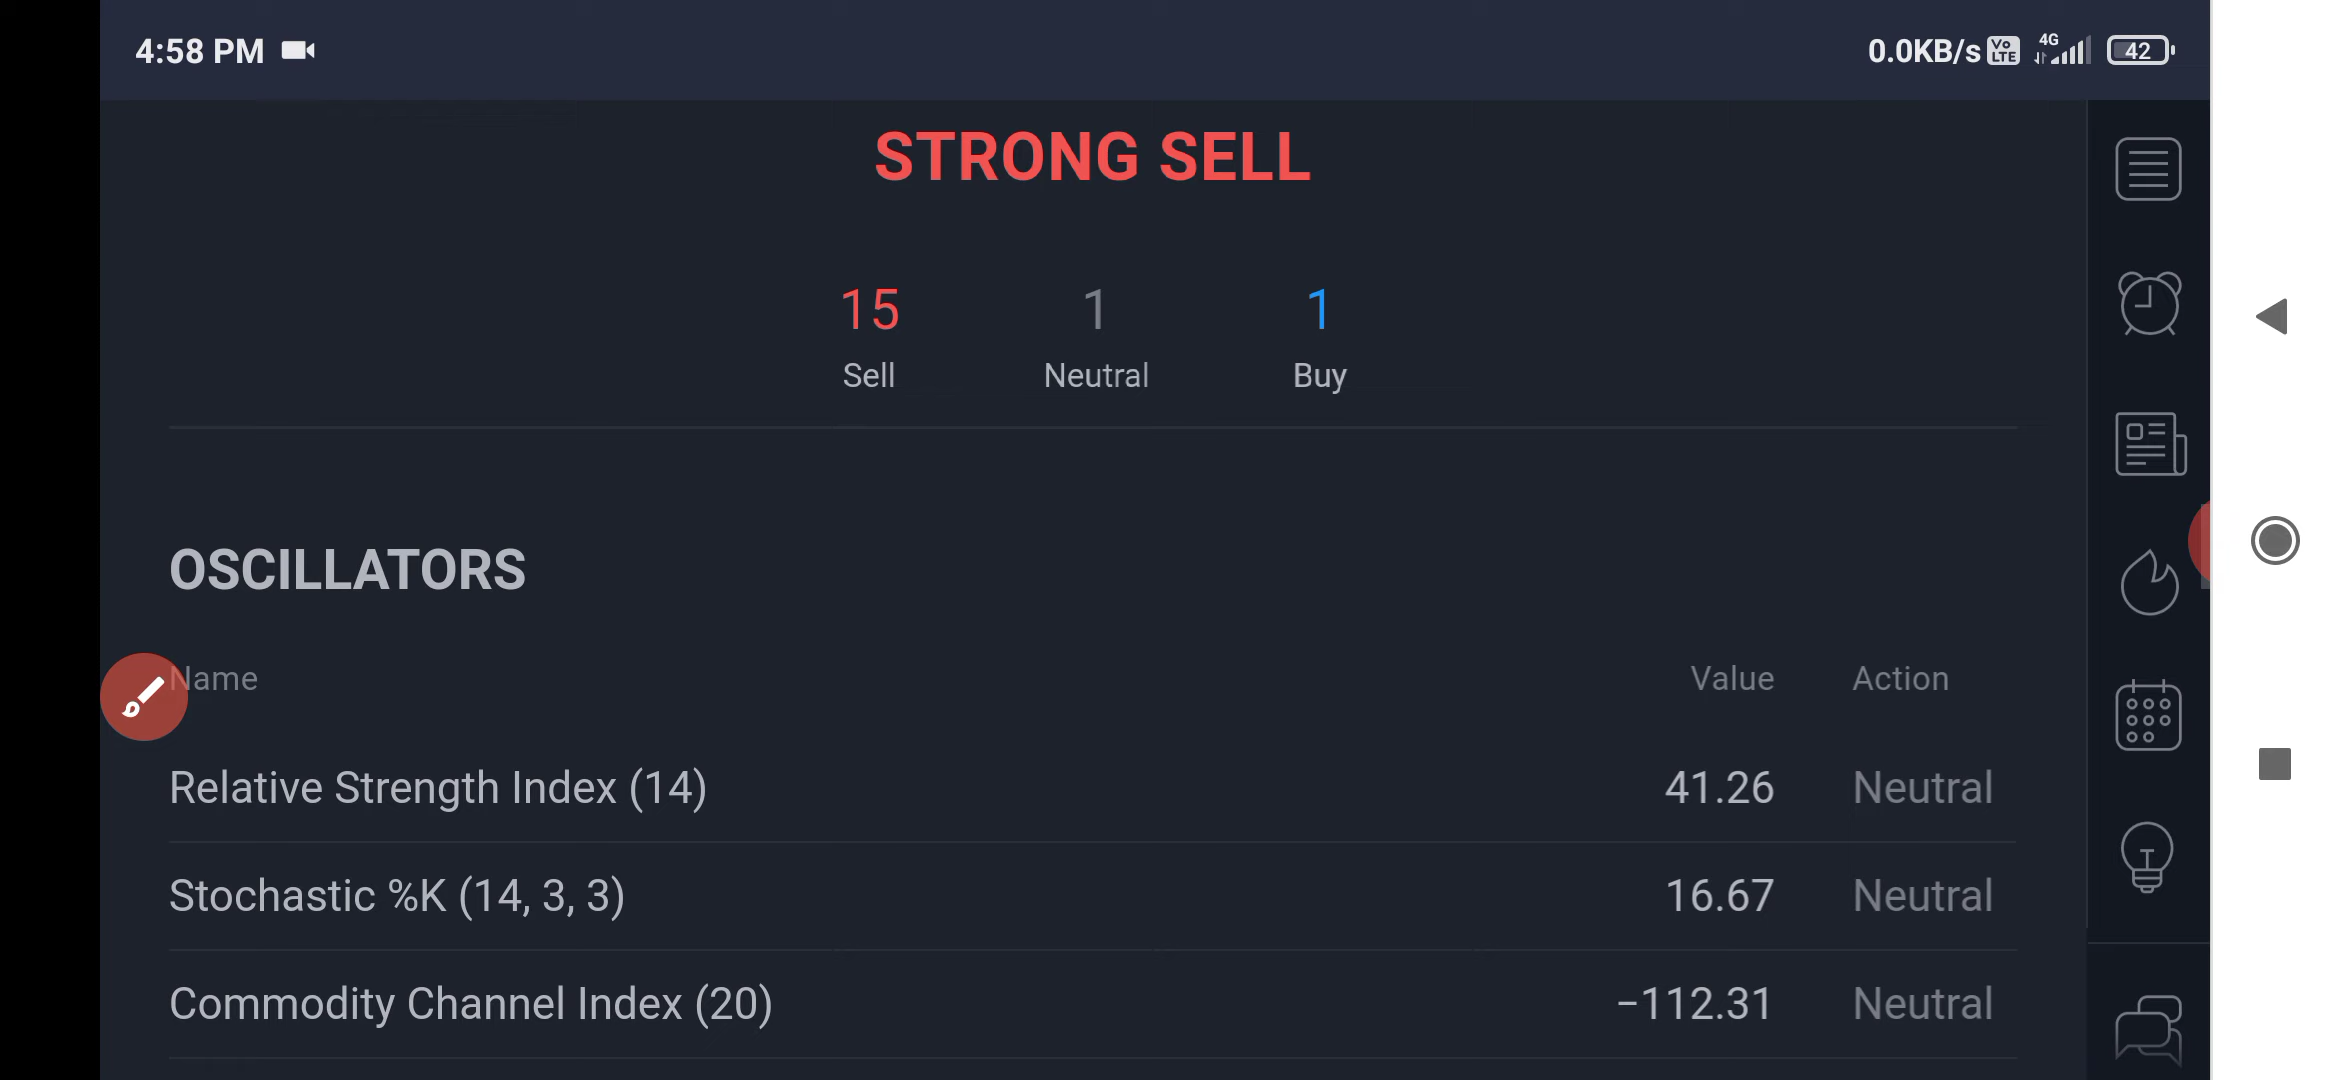 4:58 PM 0.0KB/s Vo LTE 4G 42
STRONG SELL
15 1 1
Sell Neutral Buy
OSCILLATORS
Name Value Action
Relative Strength Index (14) 41.26 Neutral
Stochastic %K (14, 3, 3) 16.67 Neutral
Commodity Channel Index (20) −112.31 Neutral